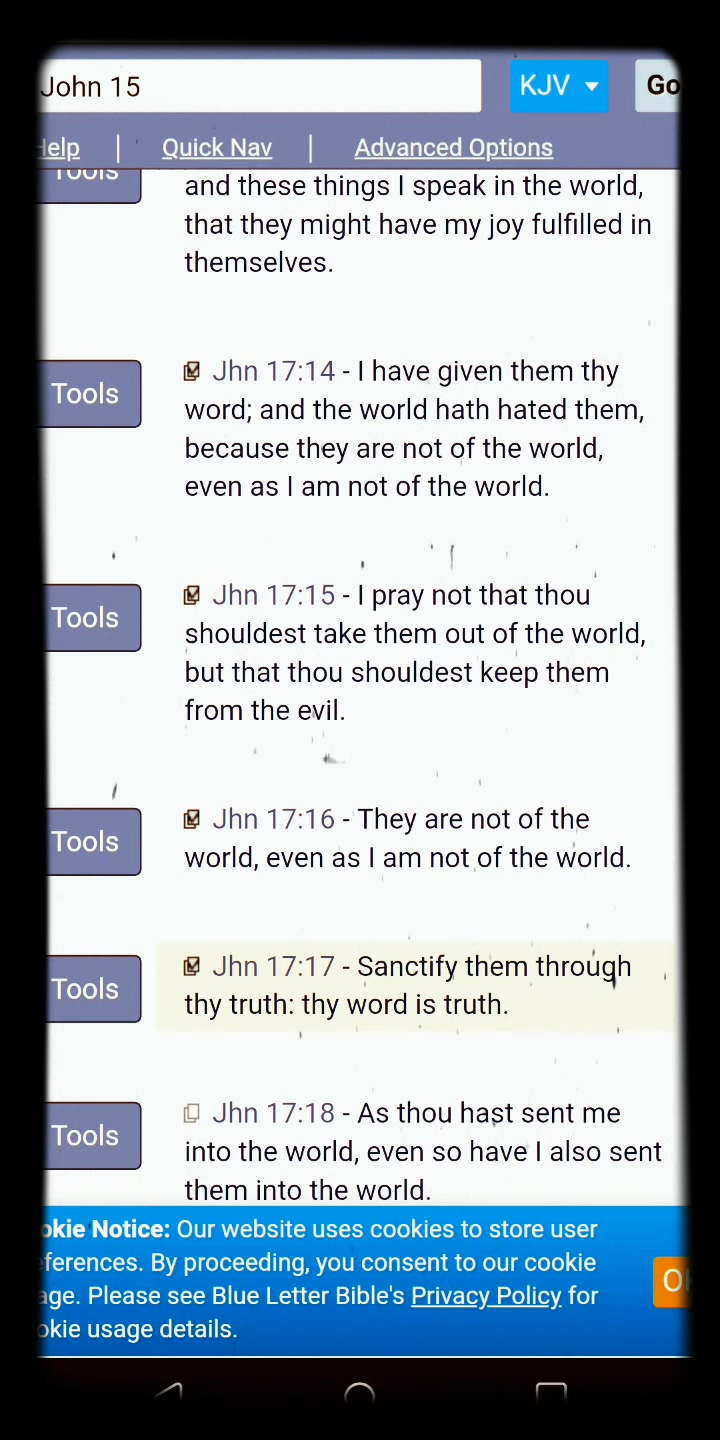 John 15
KJV
Go
Help | Quick Nav | Advanced Options
Tools
and these things I speak in the world,
that they might have my joy fulfilled in
themselves.
Tools
Jhn 17:14 - I have given them thy
word; and the world hath hated them,
because they are not of the world,
even as I am not of the world.
Tools
Jhn 17:15 - I pray not that thou
shouldest take them out of the world,
but that thou shouldest keep them
from the evil.
Tools
Jhn 17:16 - They are not of the
world, even as I am not of the world.
Tools
Jhn 17:17 - Sanctify them through
thy truth: thy word is truth.
Tools
Jhn 17:18 - As thou hast sent me
into the world, even so have I also sent
them into the world.
okie Notice: Our website uses cookies to store user
ferences. By proceeding, you consent to our cookie
age. Please see Blue Letter Bible's Privacy Policy for
okie usage details.
O